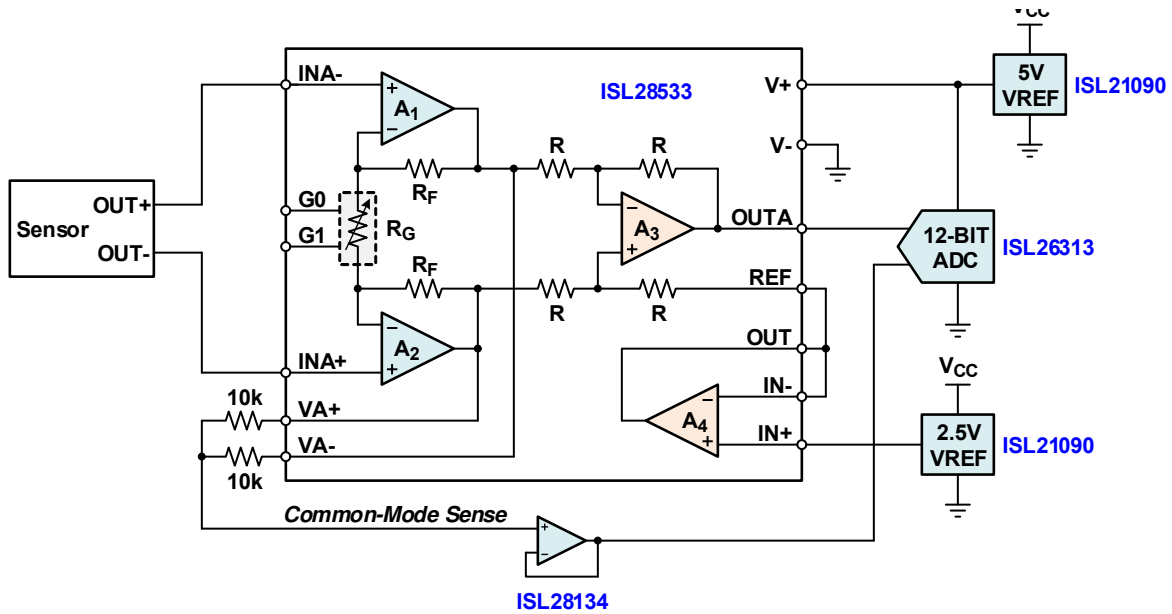 VCC
5V
VREF
ISL21090
ISL28533
INA-
V+
A1
V-
R
R
RF
OUT+
Sensor
OUT-
G0
G1
RG
A3
OUTA
12-BIT
ADC
ISL26313
RF
R
R
REF
OUT
A2
INA+
IN-
VCC
10k
VA+
A4
IN+
2.5V
VREF
ISL21090
VA-
10k
Common-Mode Sense
ISL28134